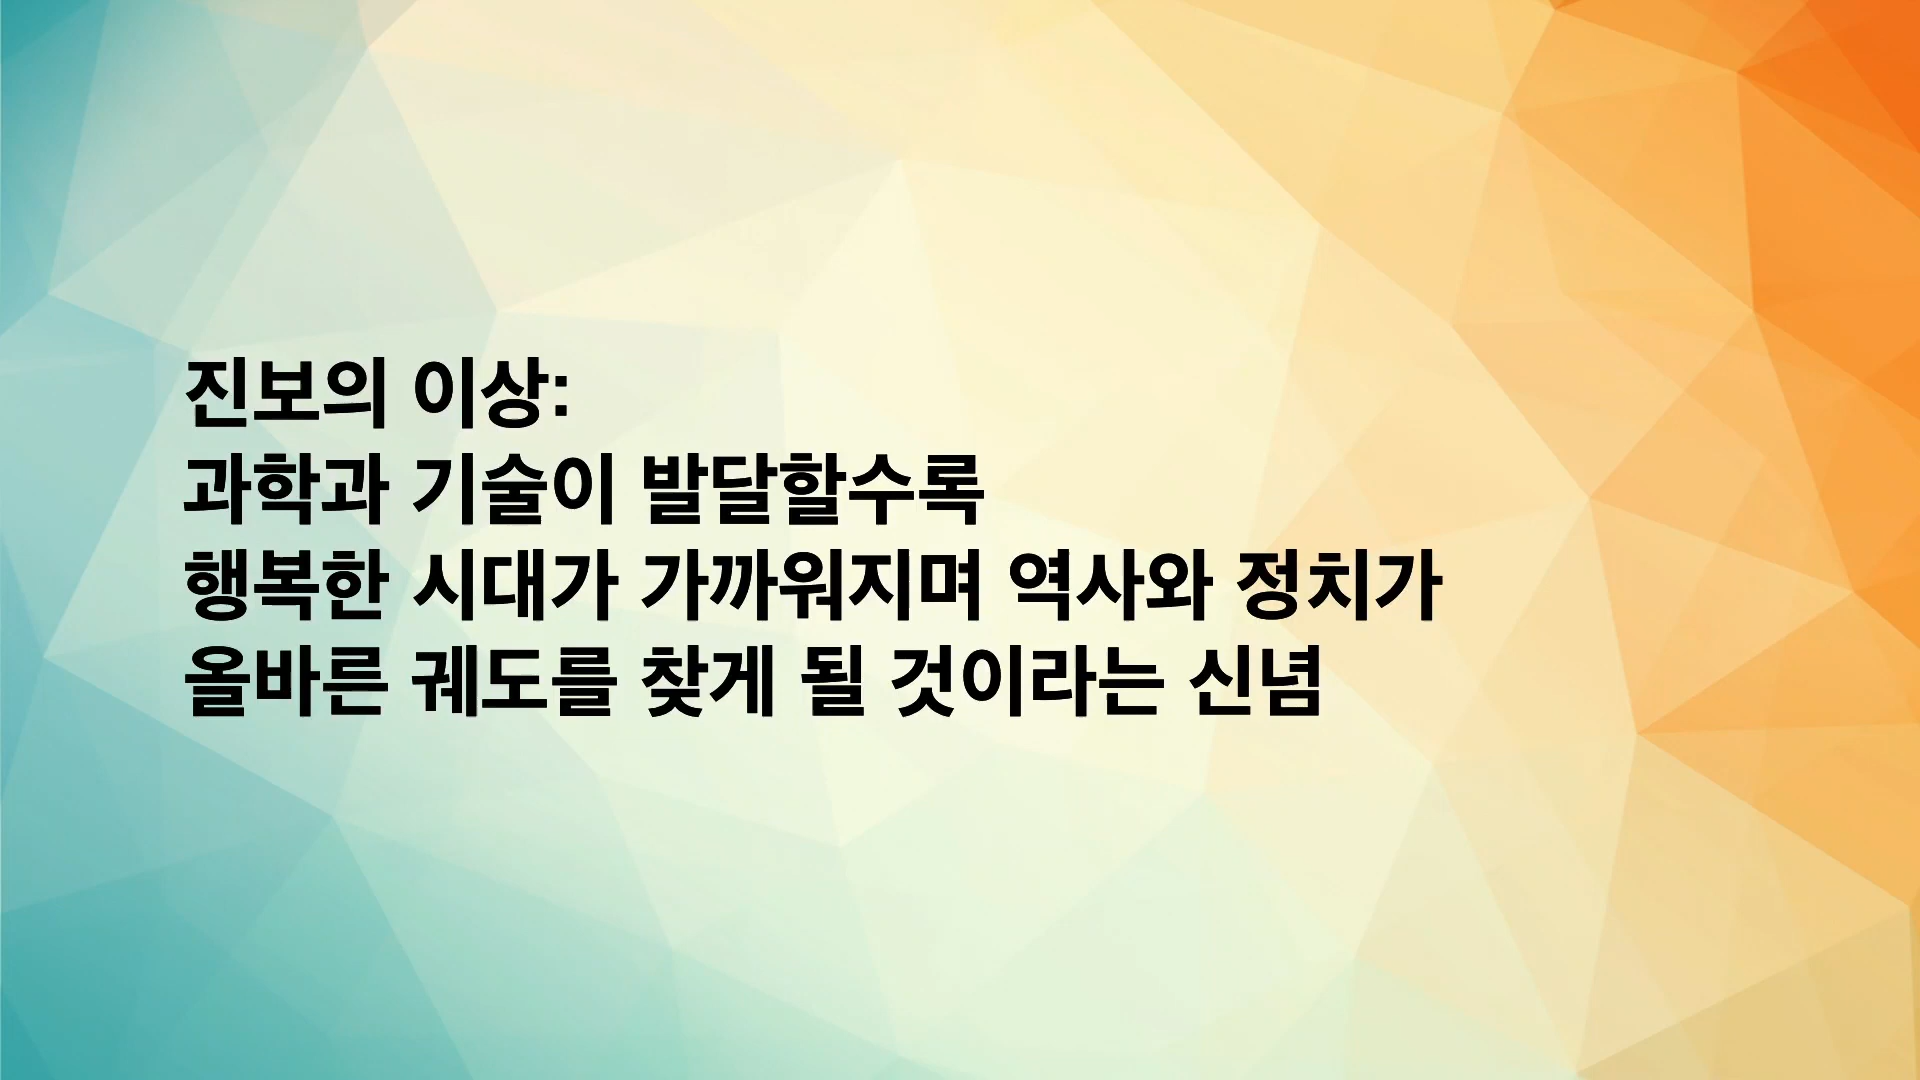 진보의 이상:
과학과 기술이 발달할수록
행복한 시대가 가까워지며 역사와 정치가
올바른 궤도를 찾게 될 것이라는 신념